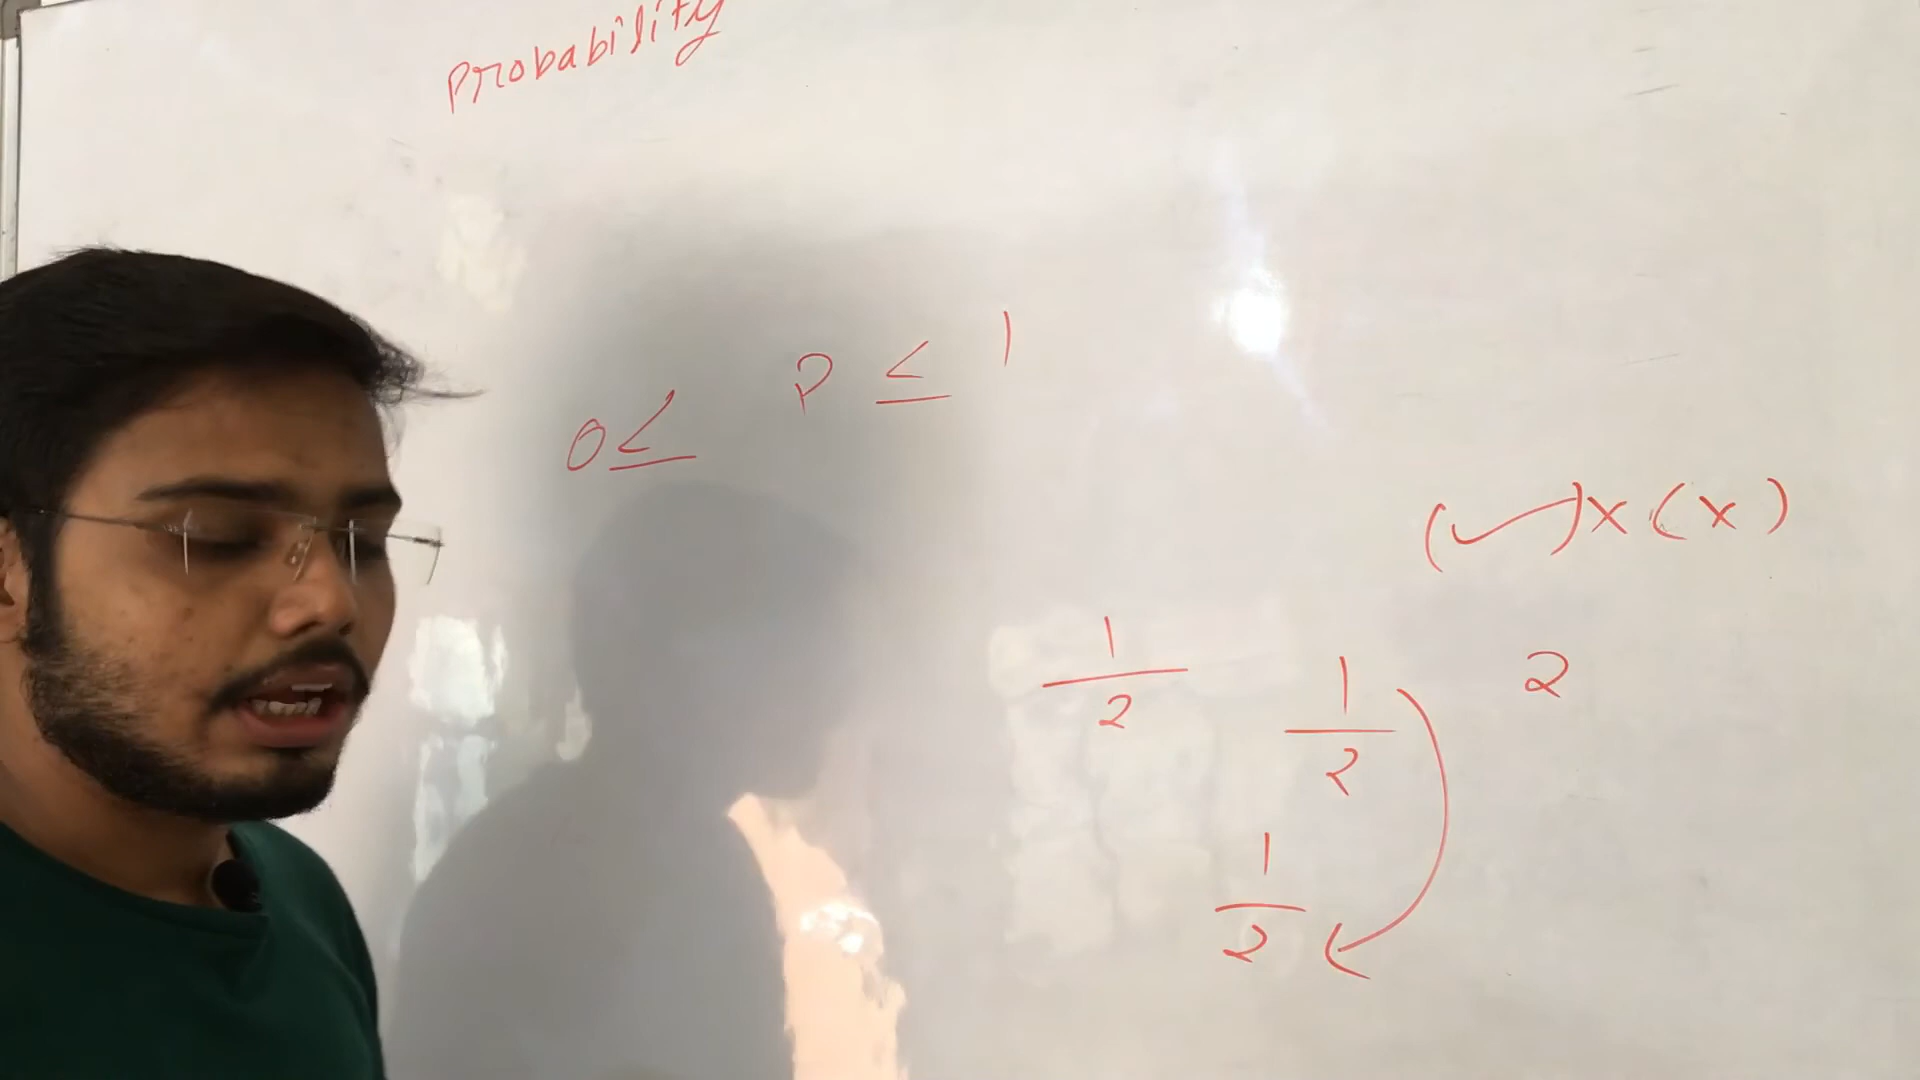 Probability
0 ≤ P ≤ 1
(✓)x(x)
1/2 1/2 2
1/2